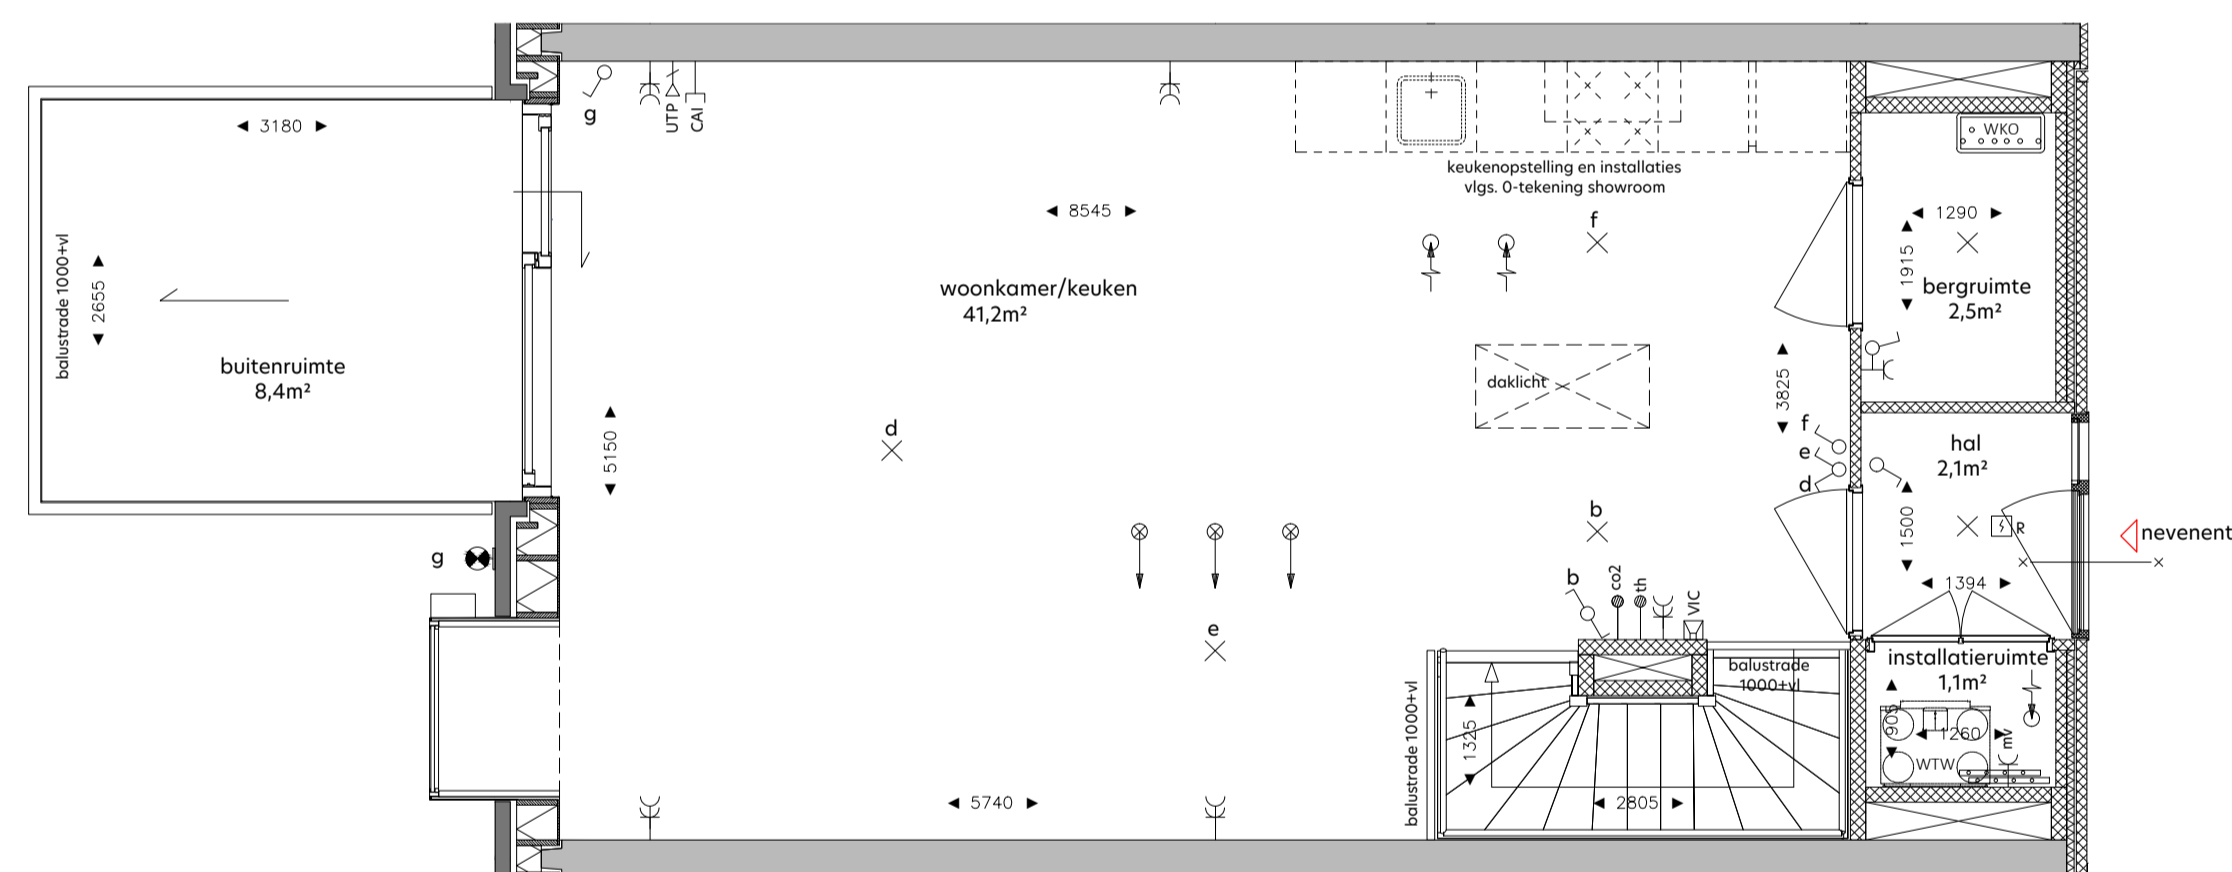 g
UTP
CAI
3180
balustrade 1000+vl
2655
buitenruimte
8,4m²
g
8545
woonkamer/keuken
41,2m²
5150
d
5740
e
keukenopstelling en installaties
vlgs. 0-tekening showroom
f
daklicht
3825
f
e
d
b
b
co2
th
VIC
balustrade 1000+vl
1325
2805
balustrade
1000+vl
WKO
1290
1915
bergruimte
2,5m²
hal
2,1m²
1500
R
1394
nevenent
installatieruimte
1,1m²
905
1260
mv
WTW